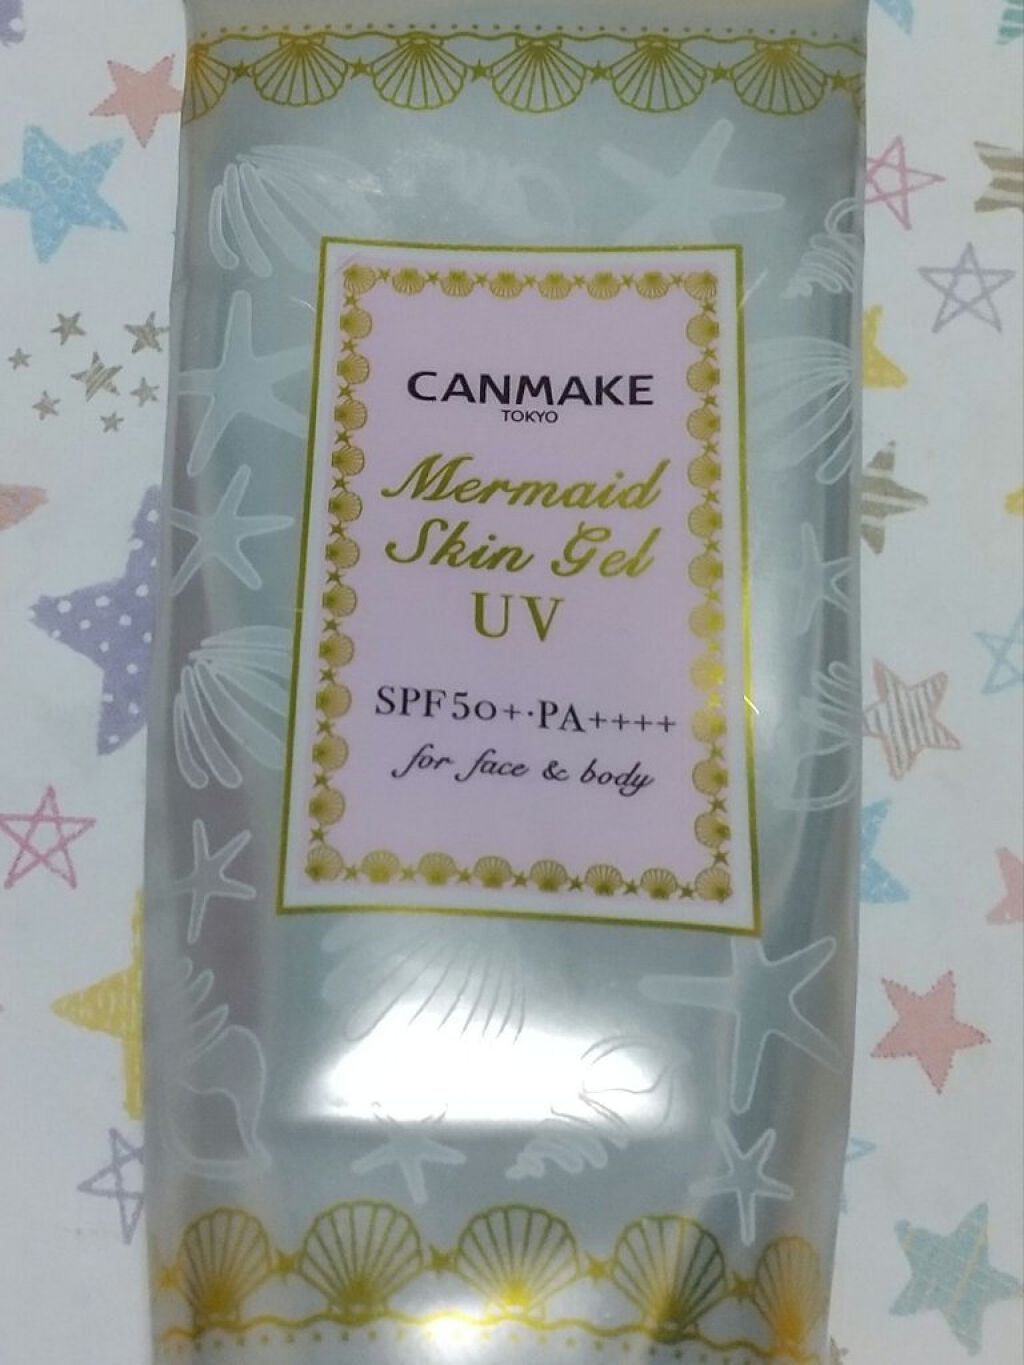 CANMAKE
TOKYO
Mermaid
Skin Gel
UV
SPF50+·PA++++
for face & body